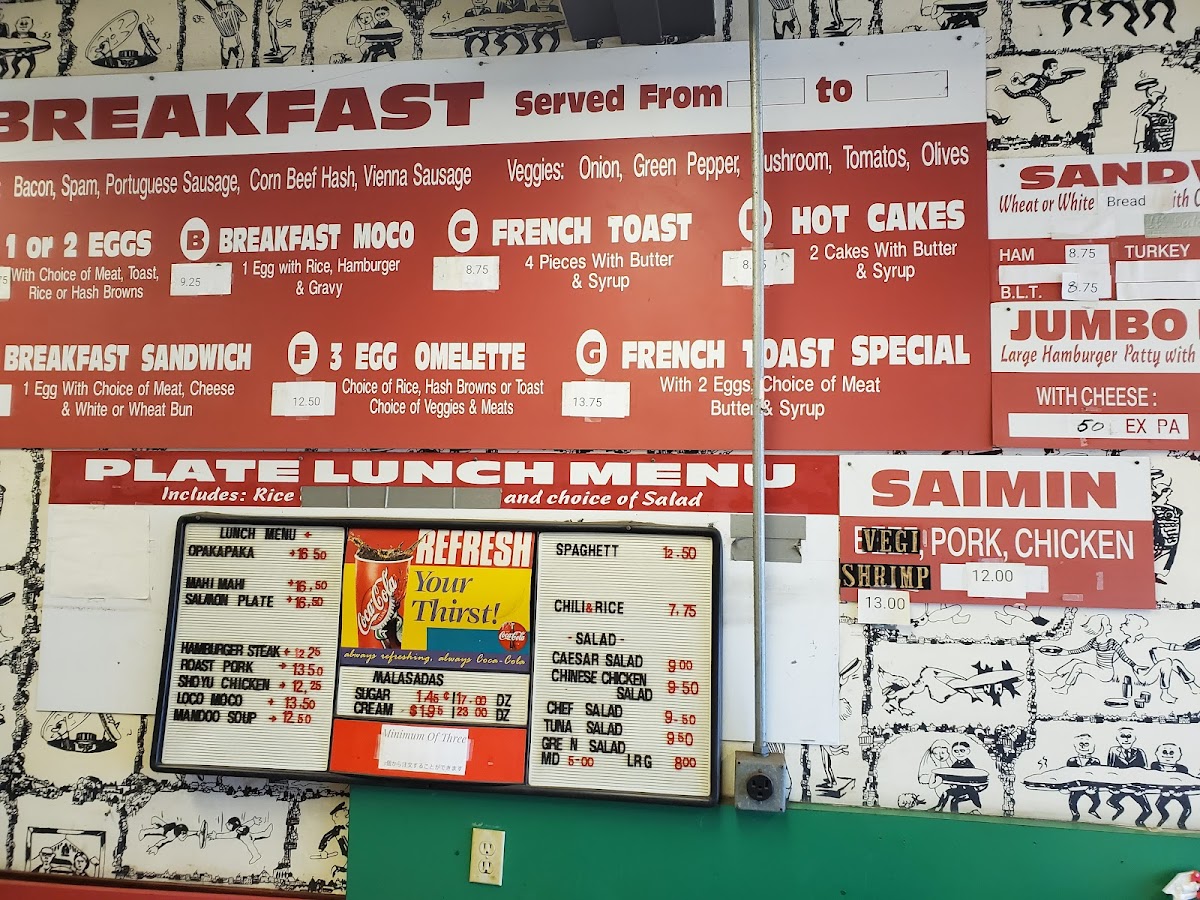 BREAKFAST Served From to
Bacon, Spam, Portuguese Sausage, Corn Beef Hash, Vienna Sausage Veggies: Onion, Green Pepper, ushroom, Tomatos, Olives
1 or 2 EGGS
With Choice of Meat, Toast,
Rice or Hash Browns
B BREAKFAST MOCO
9.25
1 Egg with Rice, Hamburger
& Gravy
C FRENCH TOAST
8.75
4 Pieces With Butter
& Syrup
HOT CAKES
2 Cakes With Butter
& Syrup
BREAKFAST SANDWICH
1 Egg With Choice of Meat, Cheese
& White or Wheat Bun
F 3 EGG OMELETTE
12.50
Choice of Rice, Hash Browns or Toast
Choice of Veggies & Meats
G FRENCH TOAST SPECIAL
13.75
With 2 Eggs, Choice of Meat
Butter & Syrup
SANDW
Wheat or White Bread ith C
HAM 8.75 TURKEY
B.L.T. 8.75
JUMBO
Large Hamburger Patty with
WITH CHEESE:
50 EX PA
PLATE LUNCH MENU
Includes: Rice and choice of Salad
LUNCH MENU
OPAKAPAKA 16.50
MAHI MAHI 16.50
SALMON PLATE 16.50
HAMBURGER STEAK 12.25
ROAST PORK 13.50
SHOYU CHICKEN 12.25
LOCO MOCO 13.50
MANDOO SOUP 12.50
REFRESH
Your
Thirst!
Coca-Cola
Coca-Cola
always refreshing, always Coca-Cola
MALASADAS
SUGAR 1.45 ¢ 17.00 DZ
CREAM $1.95 23.00 DZ
Minimum Of Three
SPAGHETT 12.50
CHILI&RICE 7.75
-SALAD-
CAESAR SALAD 9.00
CHINESE CHICKEN
SALAD 9.50
CHEF SALAD 9.50
TUNA SALAD 9.50
GRE N SALAD
MD 5-00 LRG 8.00
SAIMIN
VEGI, PORK, CHICKEN
SHRIMP 12.00
13.00